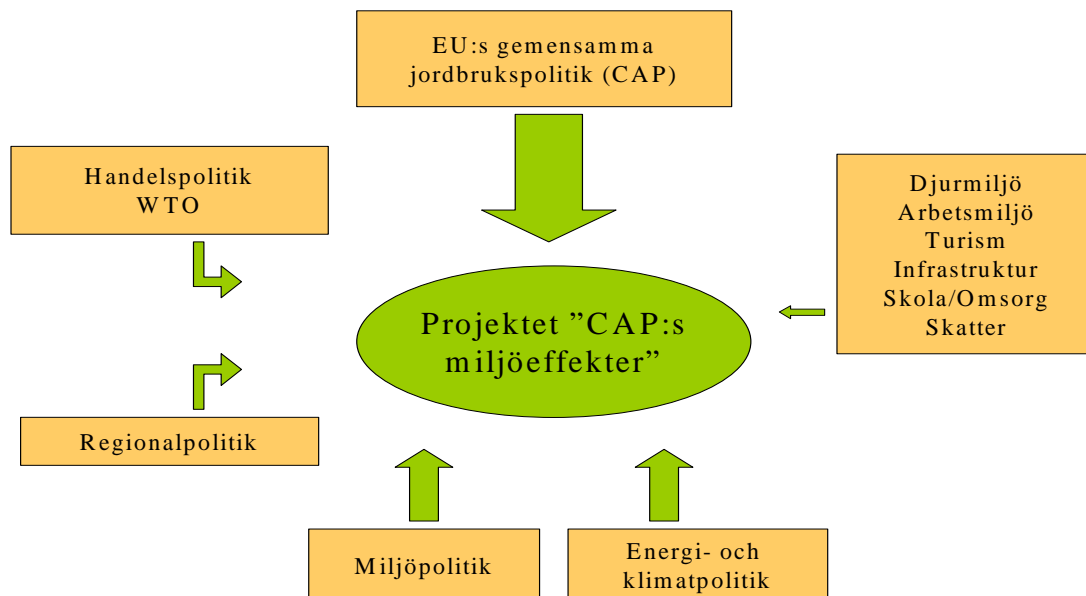 EU:s gemensamma
jordbrukspolitik (CAP)
Handelspolitik
WTO
Djurmiljö
Arbetsmiljö
Turism
Infrastruktur
Skola/Omsorg
Skatter
Projektet ”CAP:s
miljöeffekter”
Regionalpolitik
Miljöpolitik
Energi- och
klimatpolitik